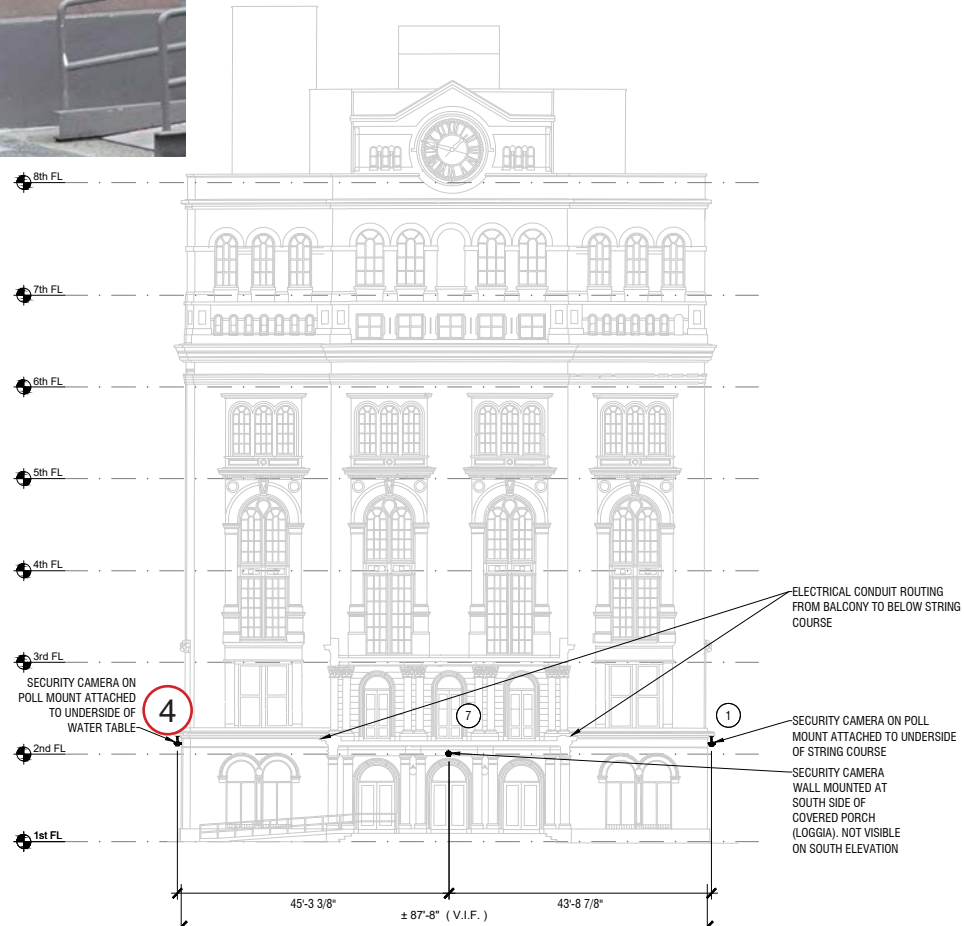 8th FL
7th FL
6th FL
5th FL
4th FL
3rd FL
2nd FL
1st FL
SECURITY CAMERA ON
POLL MOUNT ATTACHED
TO UNDERSIDE OF
WATER TABLE
4
7
1
ELECTRICAL CONDUIT ROUTING
FROM BALCONY TO BELOW STRING
COURSE
SECURITY CAMERA ON POLL
MOUNT ATTACHED TO UNDERSIDE
OF STRING COURSE
SECURITY CAMERA
WALL MOUNTED AT
SOUTH SIDE OF
COVERED PORCH
(LOGGIA). NOT VISIBLE
ON SOUTH ELEVATION
45'-3 3/8"
43'-8 7/8"
± 87'-8" ( V.I.F. )